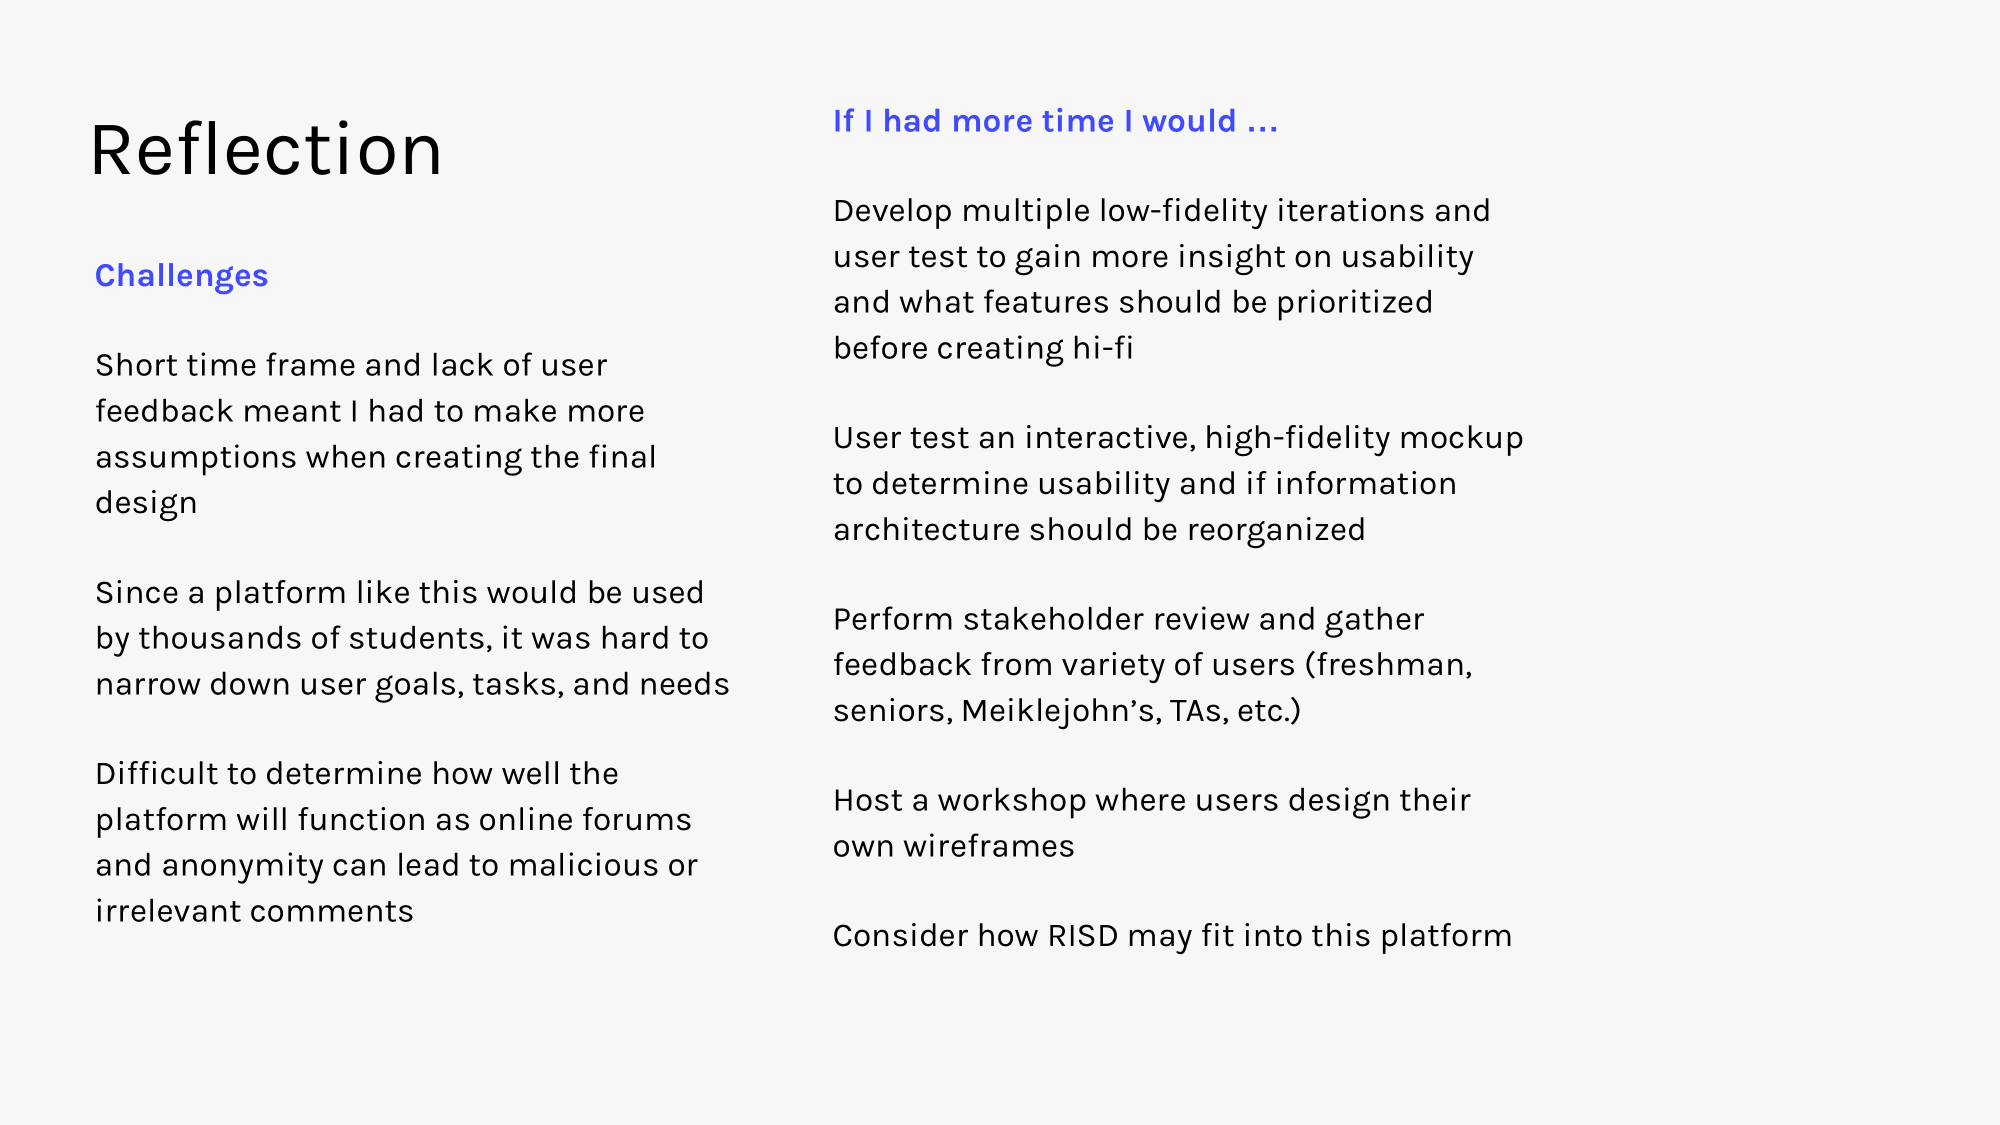 Reflection
Challenges
Short time frame and lack of user
feedback meant I had to make more
assumptions when creating the final
design
Since a platform like this would be used
by thousands of students, it was hard to
narrow down user goals, tasks, and needs
Difficult to determine how well the
platform will function as online forums
and anonymity can lead to malicious or
irrelevant comments
If I had more time I would ...
Develop multiple low-fidelity iterations and
user test to gain more insight on usability
and what features should be prioritized
before creating hi-fi
User test an interactive, high-fidelity mockup
to determine usability and if information
architecture should be reorganized
Perform stakeholder review and gather
feedback from variety of users (freshman,
seniors, Meiklejohn’s, TAs, etc.)
Host a workshop where users design their
own wireframes
Consider how RISD may fit into this platform